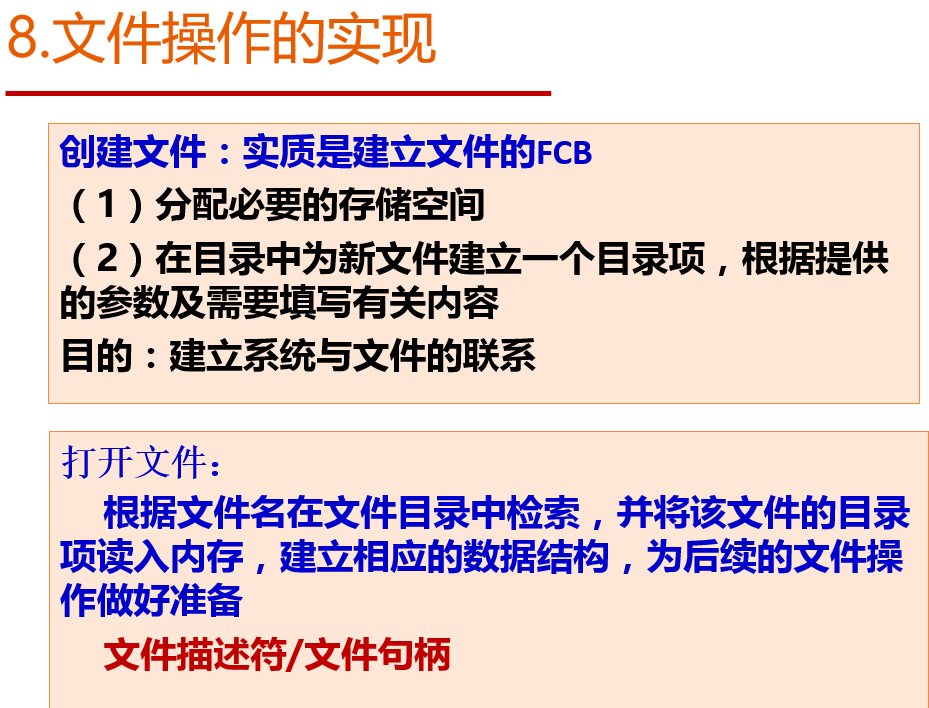 8.文件操作的实现
创建文件：实质是建立文件的FCB
（1）分配必要的存储空间
（2）在目录中为新文件建立一个目录项，根据提供
的参数及需要填写有关内容
目的：建立系统与文件的联系
打开文件：
根据文件名在文件目录中检索，并将该文件的目录
项读入内存，建立相应的数据结构，为后续的文件操
作做好准备
文件描述符/文件句柄